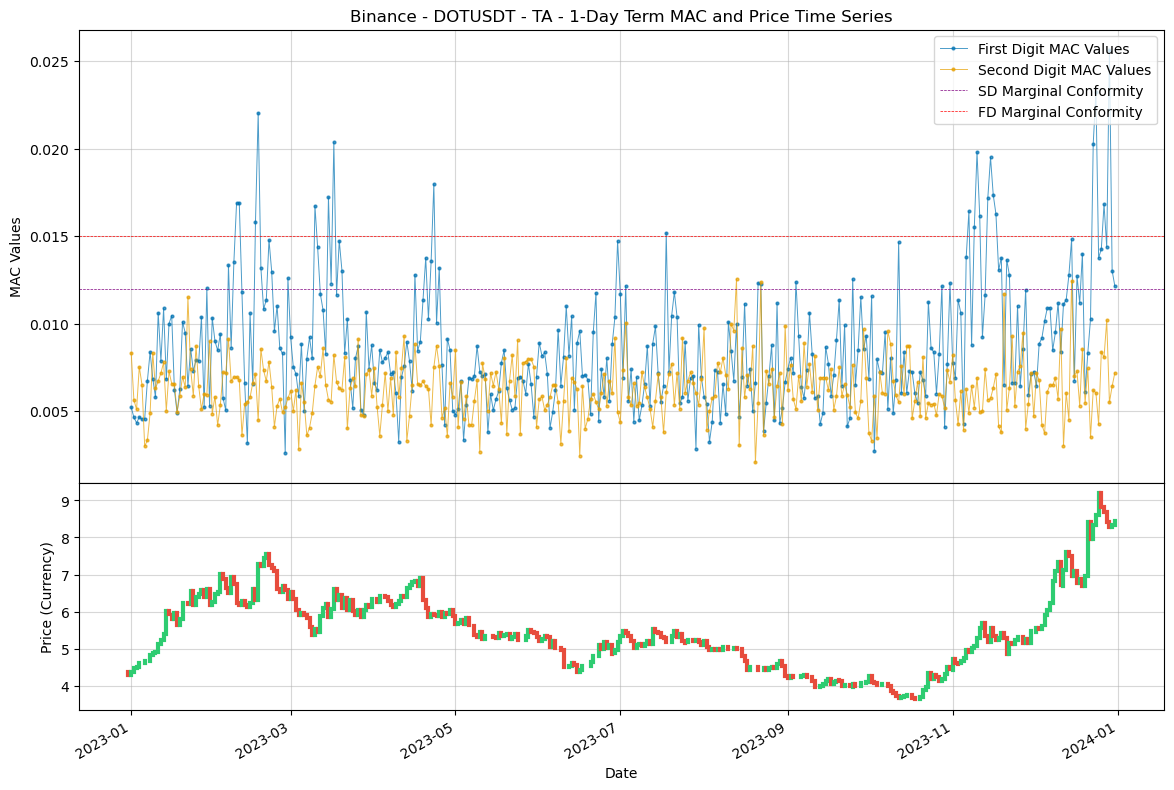 Binance - DOTUSDT - TA - 1-Day Term MAC and Price Time Series
First Digit MAC Values
Second Digit MAC Values
SD Marginal Conformity
FD Marginal Conformity
MAC Values
0.025
0.020
0.015
0.010
0.005
Price (Currency)
9
8
7
6
5
4
2023-01
2023-03
2023-05
2023-07
2023-09
2023-11
2024-01
Date